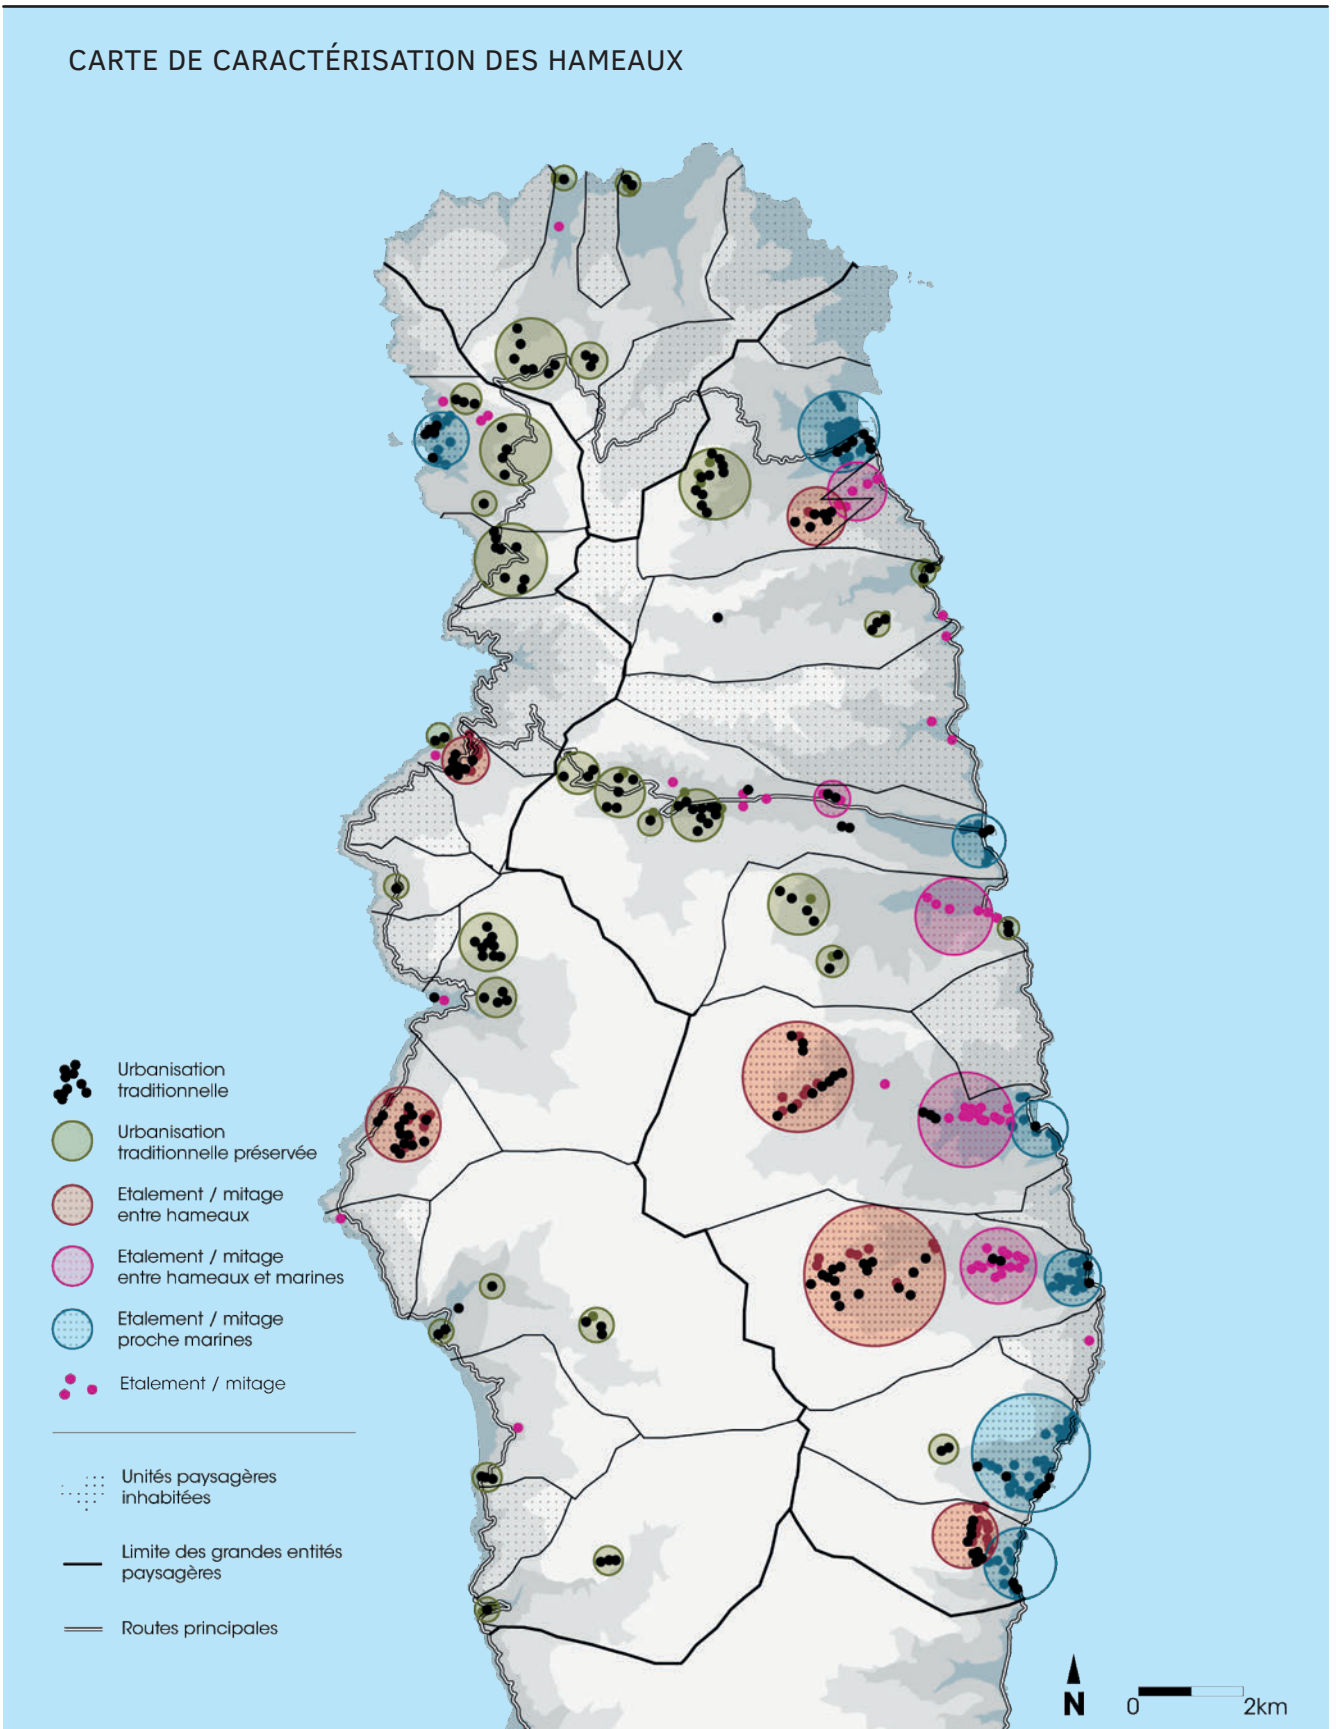 CARTE DE CARACTÉRISATION DES HAMEAUX
Urbanisation
traditionnelle
Urbanisation
traditionnelle préservée
Etalement / mitage
entre hameaux
Etalement / mitage
entre hameaux et marines
Etalement / mitage
proche marines
Etalement / mitage
Unités paysagères
inhabitées
Limite des grandes entités
paysagères
Routes principales
N
0 2km